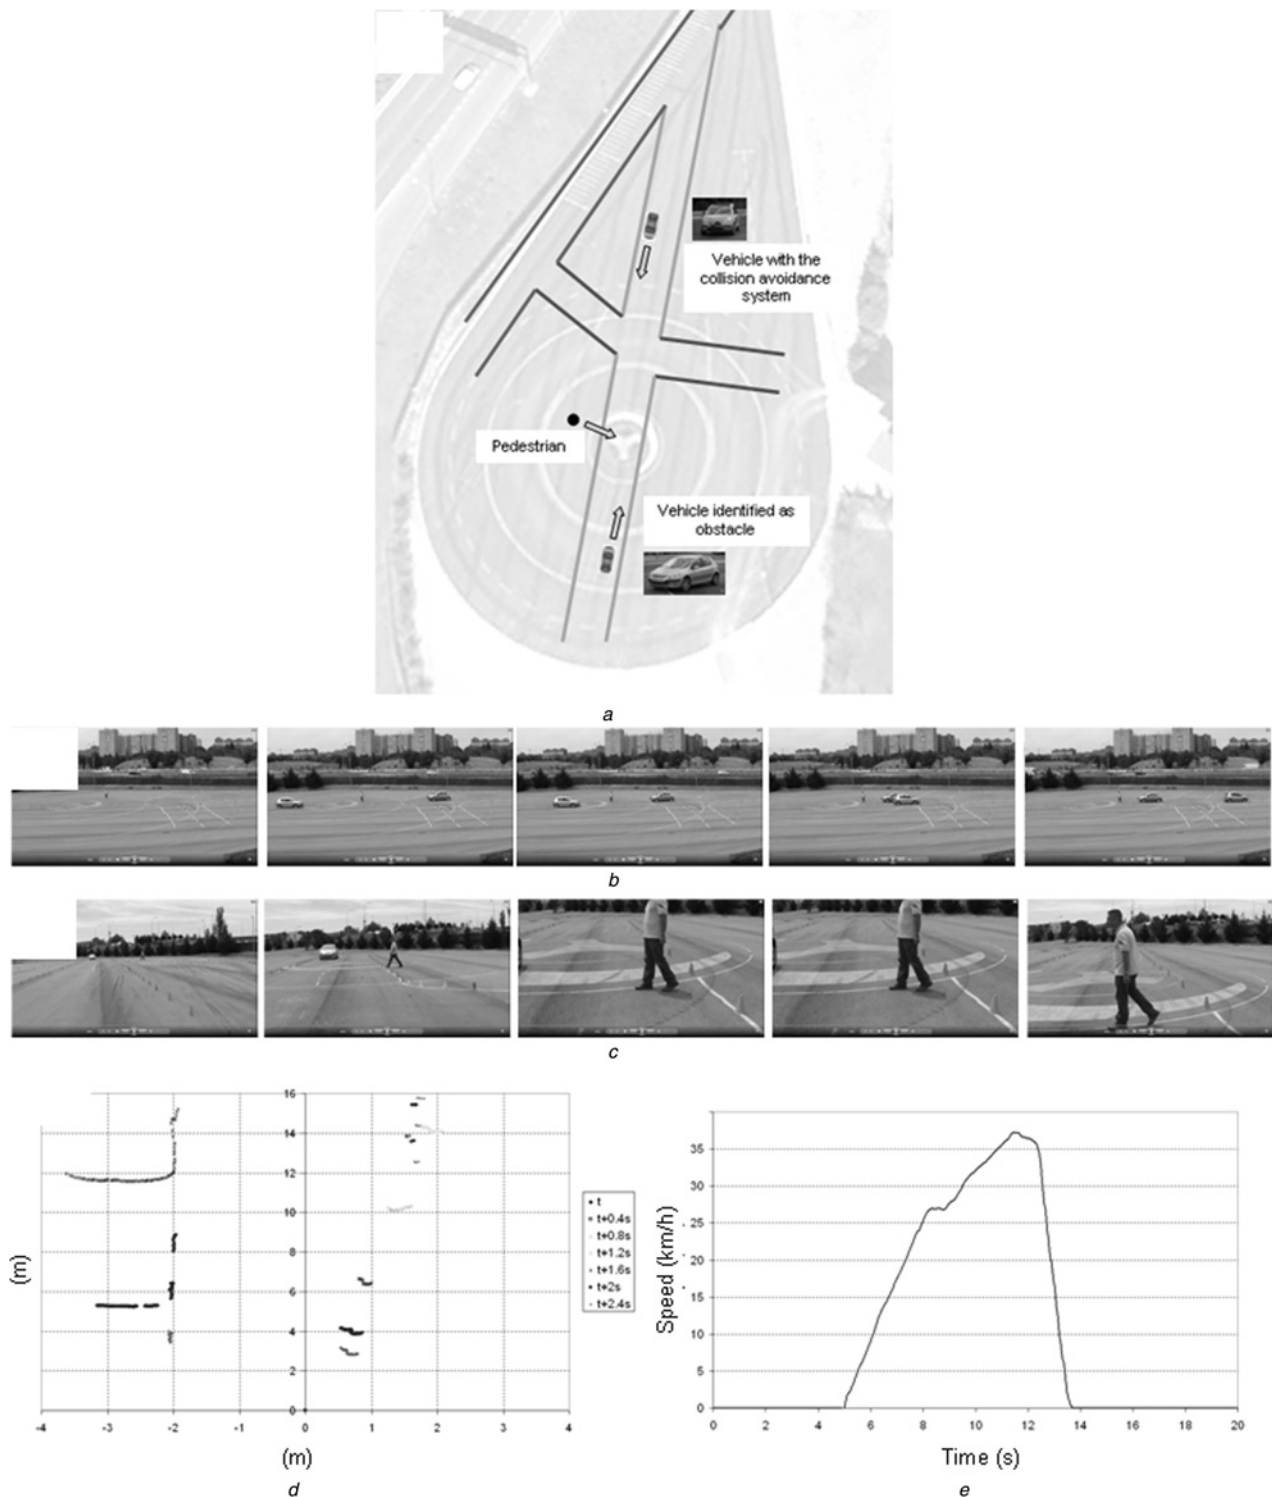 Vehicle with the
collision avoidance
system
Pedestrian
Vehicle identified as
obstacle
a
b
c
16
14
12
10
8
6
4
2
0
-4
-3
-2
-1
0
1
2
3
4
(m)
(m)
t
t+0.4s
t+0.8s
t+1.2s
t+1.6s
t+2s
t+2.4s
d
35
30
25
20
15
10
5
0
0
2
4
6
8
10
12
14
16
18
20
Speed (km/h)
Time (s)
e